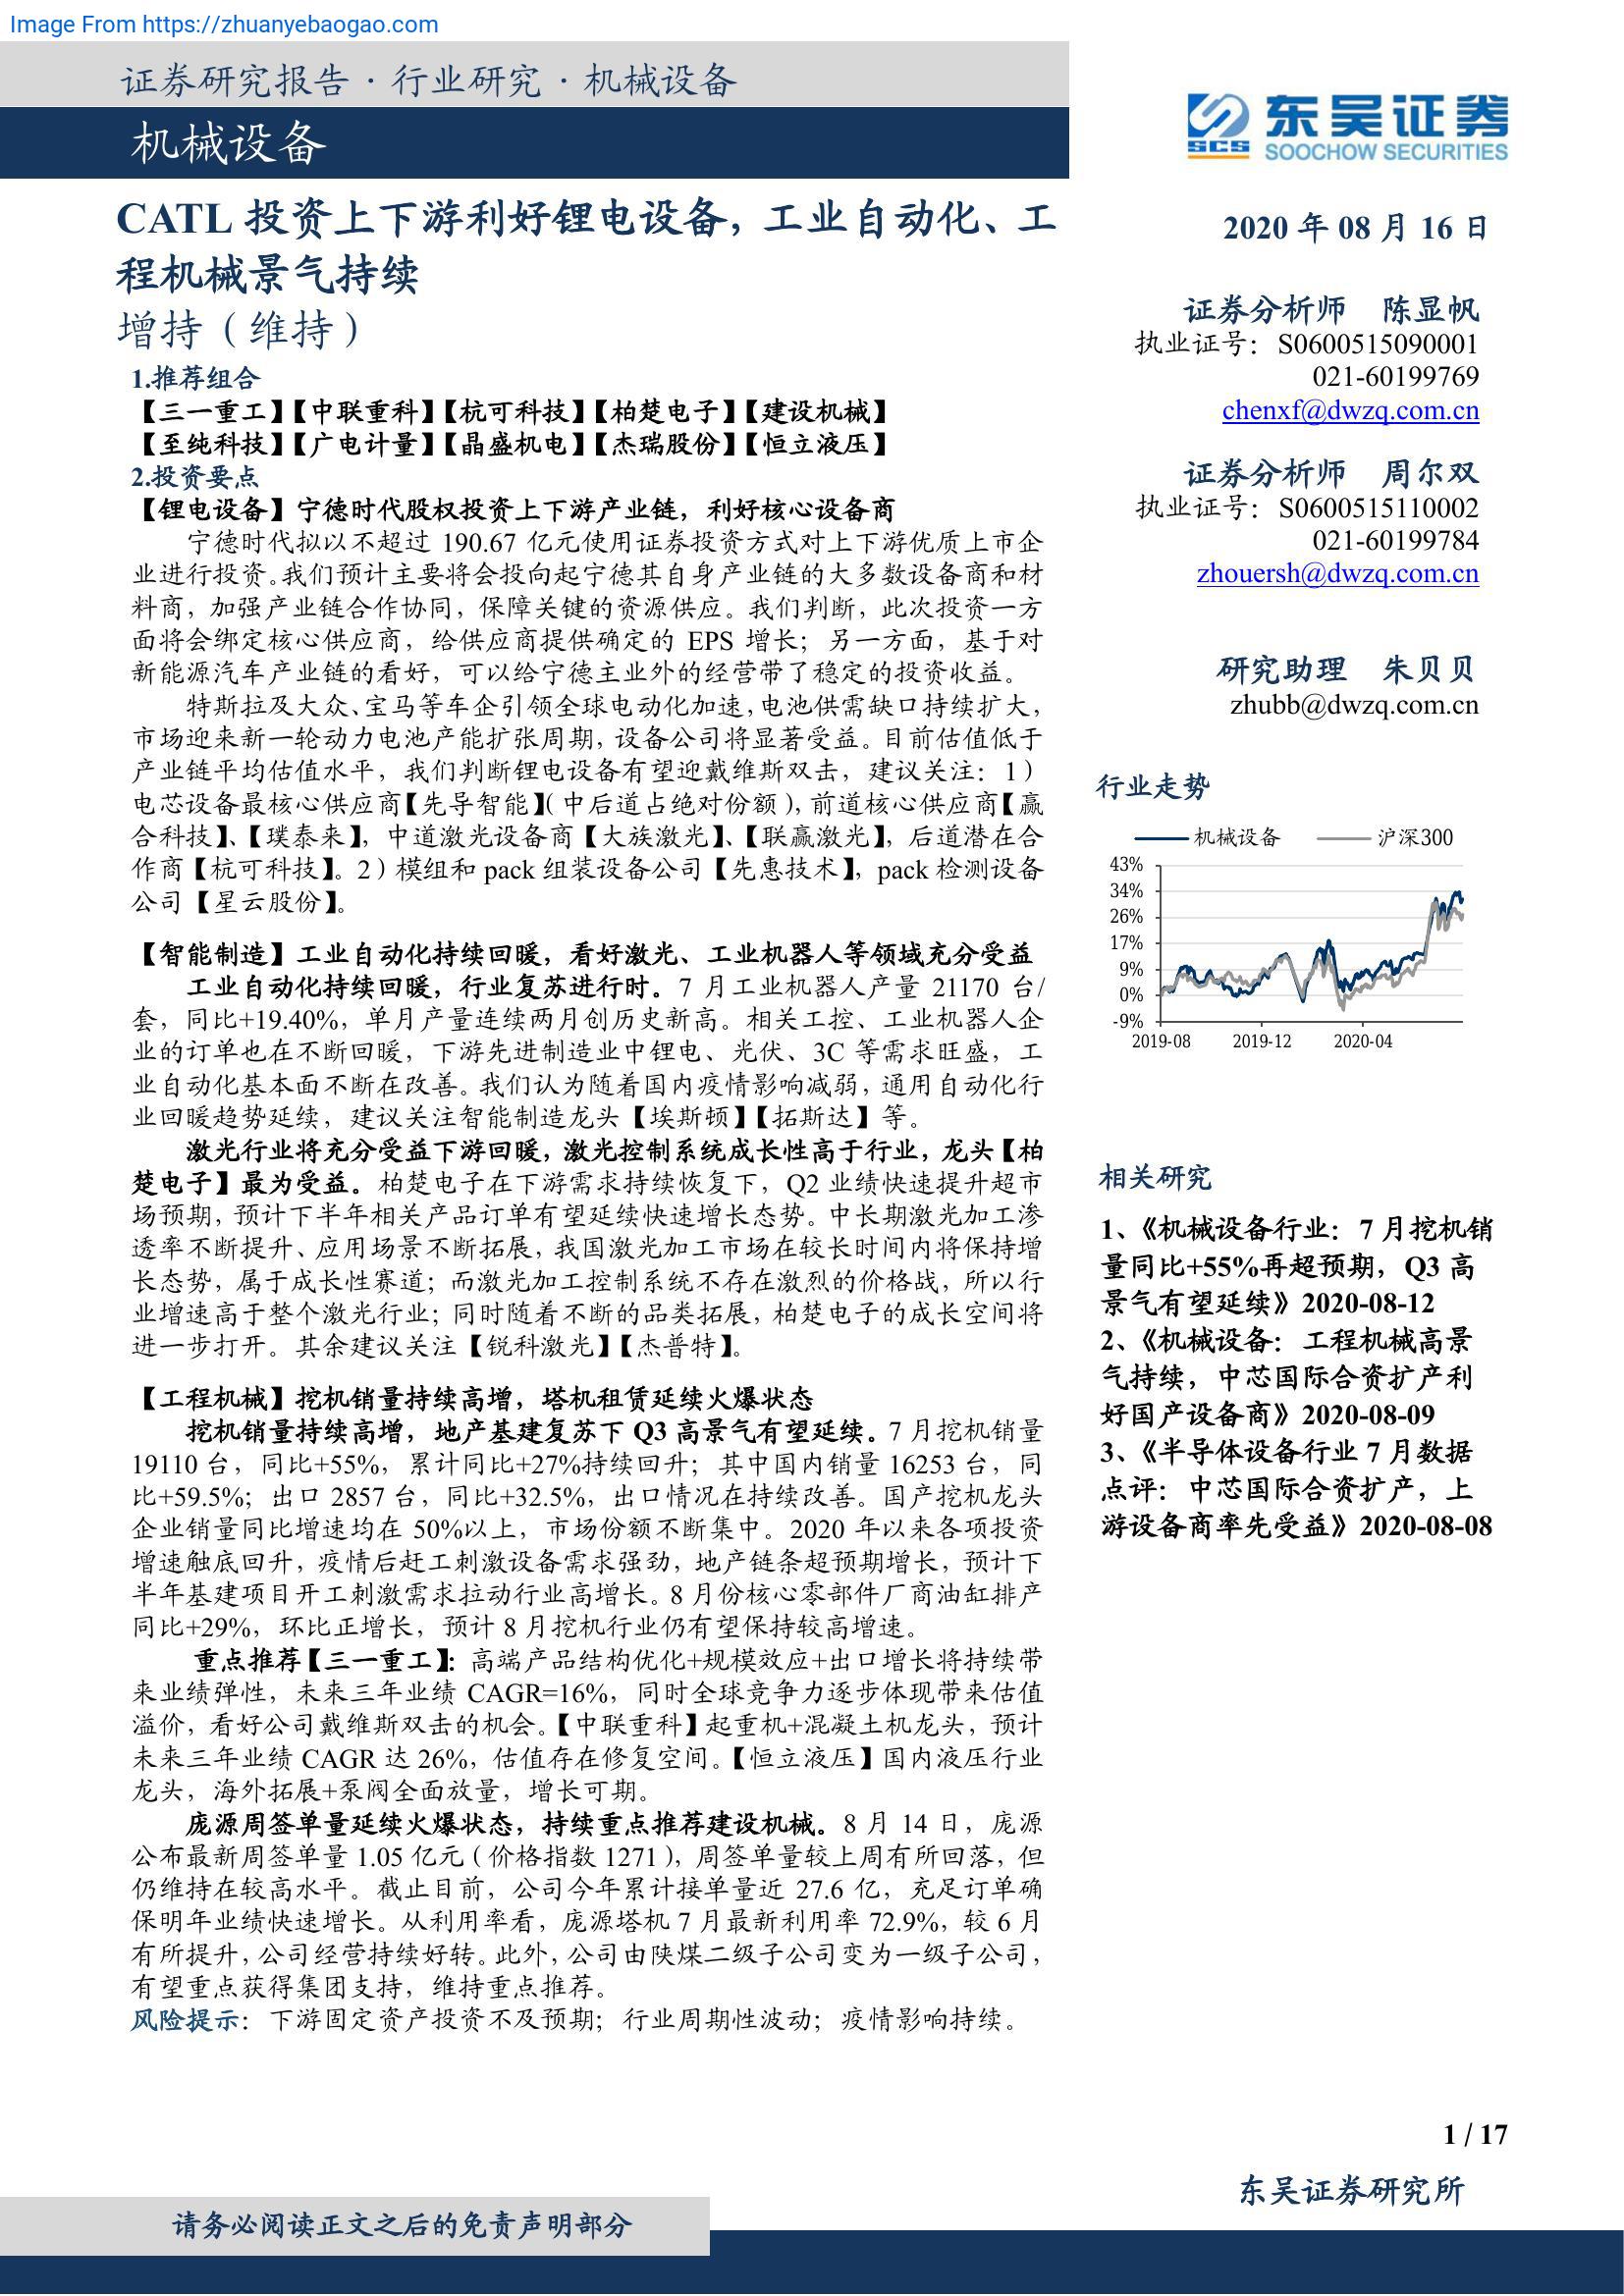 Image From https://zhuanyebaogao.com
证券研究报告 · 行业研究 · 机械设备
机械设备
东吴证券
SCS
SOOCHOW SECURITIES
CATL 投资上下游利好锂电设备，工业自动化、工
程机械景气持续
增持（维持）
1.推荐组合
【三一重工】【中联重科】【杭可科技】【柏楚电子】【建设机械】
【至纯科技】【广电计量】【晶盛机电】【杰瑞股份】【恒立液压】
2.投资要点
【锂电设备】宁德时代股权投资上下游产业链，利好核心设备商
宁德时代拟以不超过 190.67 亿元使用证券投资方式对上下游优质上市企
业进行投资。我们预计主要将会投向起宁德其自身产业链的大多数设备商和材
料商，加强产业链合作协同，保障关键的资源供应。我们判断，此次投资一方
面将会绑定核心供应商，给供应商提供确定的 EPS 增长；另一方面，基于对
新能源汽车产业链的看好，可以给宁德主业外的经营带了稳定的投资收益。
特斯拉及大众、宝马等车企引领全球电动化加速，电池供需缺口持续扩大，
市场迎来新一轮动力电池产能扩张周期，设备公司将显著受益。目前估值低于
产业链平均估值水平，我们判断锂电设备有望迎戴维斯双击，建议关注：1）
电芯设备最核心供应商【先导智能】（中后道占绝对份额），前道核心供应商【赢
合科技】、【璞泰来】，中道激光设备商【大族激光】、【联赢激光】，后道潜在合
作商【杭可科技】。2）模组和 pack 组装设备公司【先惠技术】，pack 检测设备
公司【星云股份】。
【智能制造】工业自动化持续回暖，看好激光、工业机器人等领域充分受益
工业自动化持续回暖，行业复苏进行时。7 月工业机器人产量 21170 台/
套，同比+19.40%，单月产量连续两月创历史新高。相关工控、工业机器人企
业的订单也在不断回暖，下游先进制造业中锂电、光伏、3C 等需求旺盛，工
业自动化基本面不断在改善。我们认为随着国内疫情影响减弱，通用自动化行
业回暖趋势延续，建议关注智能制造龙头【埃斯顿】【拓斯达】等。
激光行业将充分受益下游回暖，激光控制系统成长性高于行业，龙头【柏
楚电子】最为受益。柏楚电子在下游需求持续恢复下，Q2 业绩快速提升超市
场预期，预计下半年相关产品订单有望延续快速增长态势。中长期激光加工渗
透率不断提升、应用场景不断拓展，我国激光加工市场在较长时间内将保持增
长态势，属于成长性赛道；而激光加工控制系统不存在激烈的价格战，所以行
业增速高于整个激光行业；同时随着不断的品类拓展，柏楚电子的成长空间将
进一步打开。其余建议关注【锐科激光】【杰普特】。
【工程机械】挖机销量持续高增，塔机租赁延续火爆状态
挖机销量持续高增，地产基建复苏下 Q3 高景气有望延续。7 月挖机销量
19110 台，同比+55%，累计同比+27%持续回升；其中国内销量 16253 台，同
比+59.5%；出口 2857 台，同比+32.5%，出口情况在持续改善。国产挖机龙头
企业销量同比增速均在 50%以上，市场份额不断集中。2020 年以来各项投资
增速触底回升，疫情后赶工刺激设备需求强劲，地产链条超预期增长，预计下
半年基建项目开工刺激需求拉动行业高增长。8 月份核心零部件厂商油缸排产
同比+29%，环比正增长，预计 8 月挖机行业仍有望保持较高增速。
重点推荐【三一重工】：高端产品结构优化+规模效应+出口增长将持续带
来业绩弹性，未来三年业绩 CAGR=16%，同时全球竞争力逐步体现带来估值
溢价，看好公司戴维斯双击的机会。【中联重科】起重机+混凝土机龙头，预计
未来三年业绩 CAGR 达 26%，估值存在修复空间。【恒立液压】国内液压行业
龙头，海外拓展+泵阀全面放量，增长可期。
庞源周签单量延续火爆状态，持续重点推荐建设机械。8 月 14 日，庞源
公布最新周签单量 1.05 亿元（价格指数 1271），周签单量较上周有所回落，但
仍维持在较高水平。截止目前，公司今年累计接单量近 27.6 亿，充足订单确
保明年业绩快速增长。从利用率看，庞源塔机 7 月最新利用率 72.9%，较 6 月
有所提升，公司经营持续好转。此外，公司由陕煤二级子公司变为一级子公司，
有望重点获得集团支持，维持重点推荐。
风险提示：下游固定资产投资不及预期；行业周期性波动；疫情影响持续。
2020 年 08 月 16 日
证券分析师 陈显帆
执业证号：S0600515090001
021-60199769
chenxf@dwzq.com.cn
证券分析师 周尔双
执业证号：S0600515110002
021-60199784
zhouersh@dwzq.com.cn
研究助理 朱贝贝
zhubb@dwzq.com.cn
行业走势
机械设备 沪深300
43%
34%
26%
17%
9%
0%
-9%
2019-08 2019-12 2020-04
相关研究
1、《机械设备行业：7 月挖机销
量同比+55%再超预期，Q3 高
景气有望延续》2020-08-12
2、《机械设备：工程机械高景
气持续，中芯国际合资扩产利
好国产设备商》2020-08-09
3、《半导体设备行业 7 月数据
点评：中芯国际合资扩产，上
游设备商率先受益》2020-08-08
1 / 17
东吴证券研究所
请务必阅读正文之后的免责声明部分